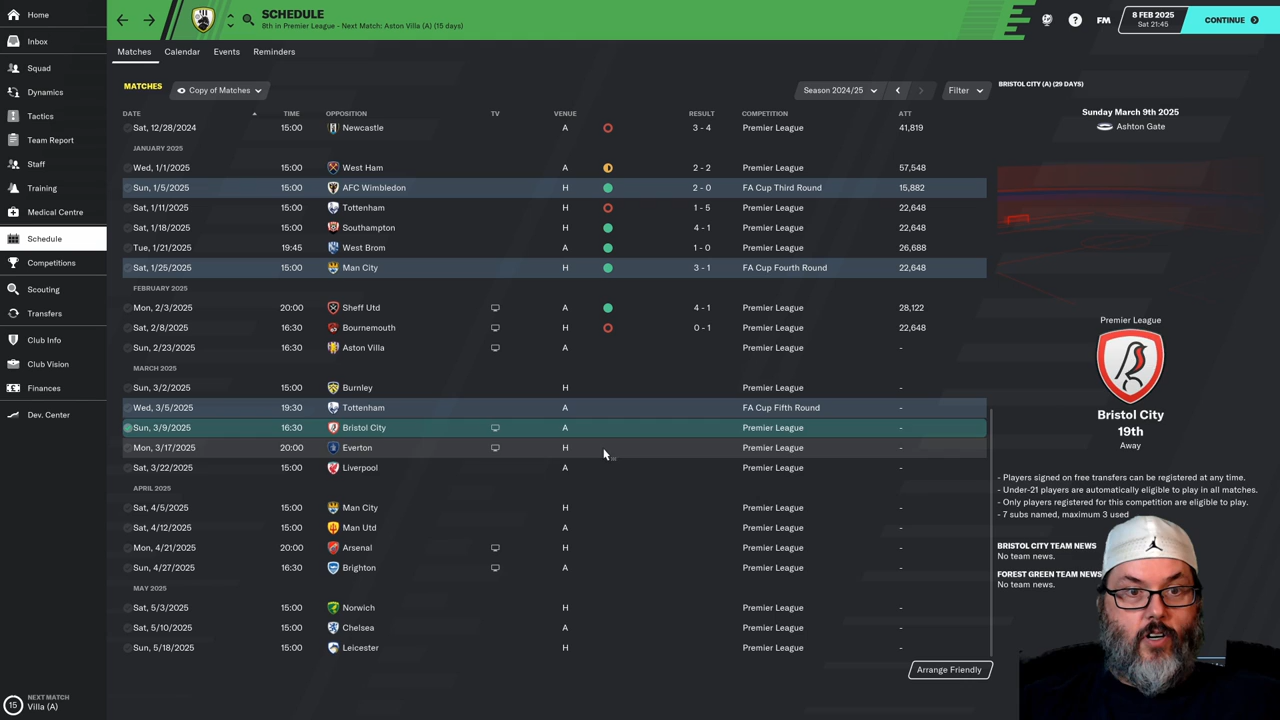 Home
Inbox
Squad
Dynamics
Tactics
Team Report
Staff
Training
Medical Centre
Schedule
Competitions
Scouting
Transfers
Club Info
Club Vision
Finances
Dev. Center
15 NEXT MATCH
Villa (A)
SCHEDULE
8th in Premier League - Next Match: Aston Villa (A) (15 days)
FM
8 FEB 2025
Sat 21:45
CONTINUE
Matches Calendar Events Reminders
MATCHES Copy of Matches Season 2024/25 Filter
DATE TIME OPPOSITION TV VENUE RESULT COMPETITION ATT
Sat, 12/28/2024 15:00 Newcastle A 3 - 4 Premier League 41,819
JANUARY 2025
Wed, 1/1/2025 15:00 West Ham A 2 - 2 Premier League 57,548
Sun, 1/5/2025 15:00 AFC Wimbledon H 2 - 0 FA Cup Third Round 15,882
Sat, 1/11/2025 15:00 Tottenham H 1 - 5 Premier League 22,648
Sat, 1/18/2025 15:00 Southampton H 4 - 1 Premier League 22,648
Tue, 1/21/2025 19:45 West Brom A 1 - 0 Premier League 26,688
Sat, 1/25/2025 15:00 Man City H 3 - 1 FA Cup Fourth Round 22,648
FEBRUARY 2025
Mon, 2/3/2025 20:00 Sheff Utd A 4 - 1 Premier League 28,122
Sat, 2/8/2025 16:30 Bournemouth H 0 - 1 Premier League 22,648
Sun, 2/23/2025 16:30 Aston Villa A Premier League -
MARCH 2025
Sun, 3/2/2025 15:00 Burnley H Premier League -
Wed, 3/5/2025 19:30 Tottenham A FA Cup Fifth Round -
Sun, 3/9/2025 16:30 Bristol City A Premier League -
Mon, 3/17/2025 20:00 Everton H Premier League -
Sat, 3/22/2025 15:00 Liverpool A Premier League -
APRIL 2025
Sat, 4/5/2025 15:00 Man City H Premier League -
Sat, 4/12/2025 15:00 Man Utd A Premier League -
Mon, 4/21/2025 20:00 Arsenal H Premier League -
Sun, 4/27/2025 16:30 Brighton A Premier League -
MAY 2025
Sat, 5/3/2025 15:00 Norwich H Premier League -
Sat, 5/10/2025 15:00 Chelsea A Premier League -
Sun, 5/18/2025 15:00 Leicester H Premier League -
Arrange Friendly
BRISTOL CITY (A) (29 DAYS)
Sunday March 9th 2025
Ashton Gate
Premier League
Bristol City
19th
Away
- Players signed on free transfers can be registered at any time.
- Under-21 players are automatically eligible to play in all matches.
- Only players registered for this competition are eligible to play.
- 7 subs named, maximum 3 used
BRISTOL CITY TEAM NEWS
No team news.
FOREST GREEN TEAM NEWS
No team news.